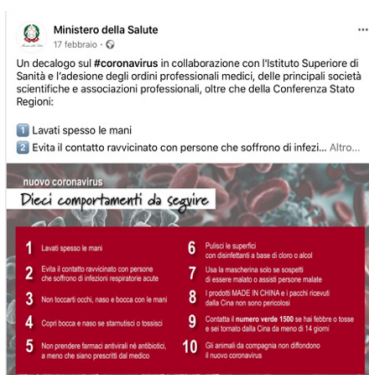 Ministero della Salute
17 febbraio ·
Un decalogo sul #coronavirus in collaborazione con l'Istituto Superiore di
Sanità e l'adesione degli ordini professionali medici, delle principali società
scientifiche e associazioni professionali, oltre che della Conferenza Stato
Regioni:
1 Lavati spesso le mani
2 Evita il contatto ravvicinato con persone che soffrono di infezi... Altro...
nuovo coronavirus
Dieci comportamenti da seguire
1 Lavati spesso le mani
2 Evita il contatto ravvicinato con persone
che soffrono di infezioni respiratorie acute
3 Non toccarti occhi, naso e bocca con le mani
4 Copri bocca e naso se starnutisci o tossisci
5 Non prendere farmaci antivirali né antibiotici,
a meno che siano prescritti dal medico
6 Pulisci le superfici
con disinfettanti a base di cloro o alcol
7 Usa la mascherina solo se sospetti
di essere malato o assisti persone malate
8 I prodotti MADE IN CHINA e i pacchi ricevuti
dalla Cina non sono pericolosi
9 Contatta il numero verde 1500 se hai febbre o tosse
e sei tornato dalla Cina da meno di 14 giorni
10 Gli animali da compagnia non diffondono
il nuovo coronavirus